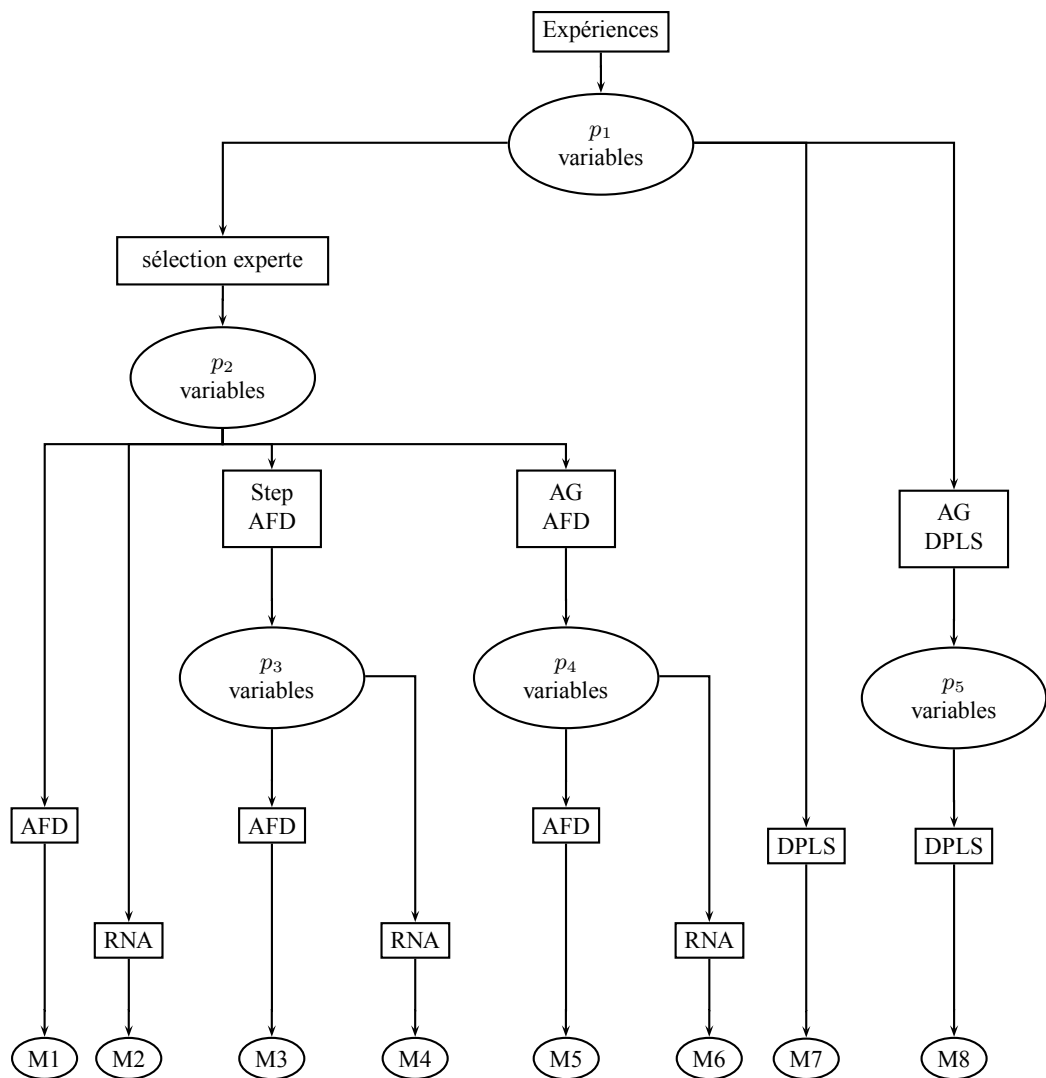 Expériences
p1
variables
sélection experte
p2
variables
Step
AFD
AG
AFD
AG
DPLS
p3
variables
p4
variables
p5
variables
AFD
AFD
AFD
DPLS
DPLS
RNA
RNA
RNA
M1
M2
M3
M4
M5
M6
M7
M8